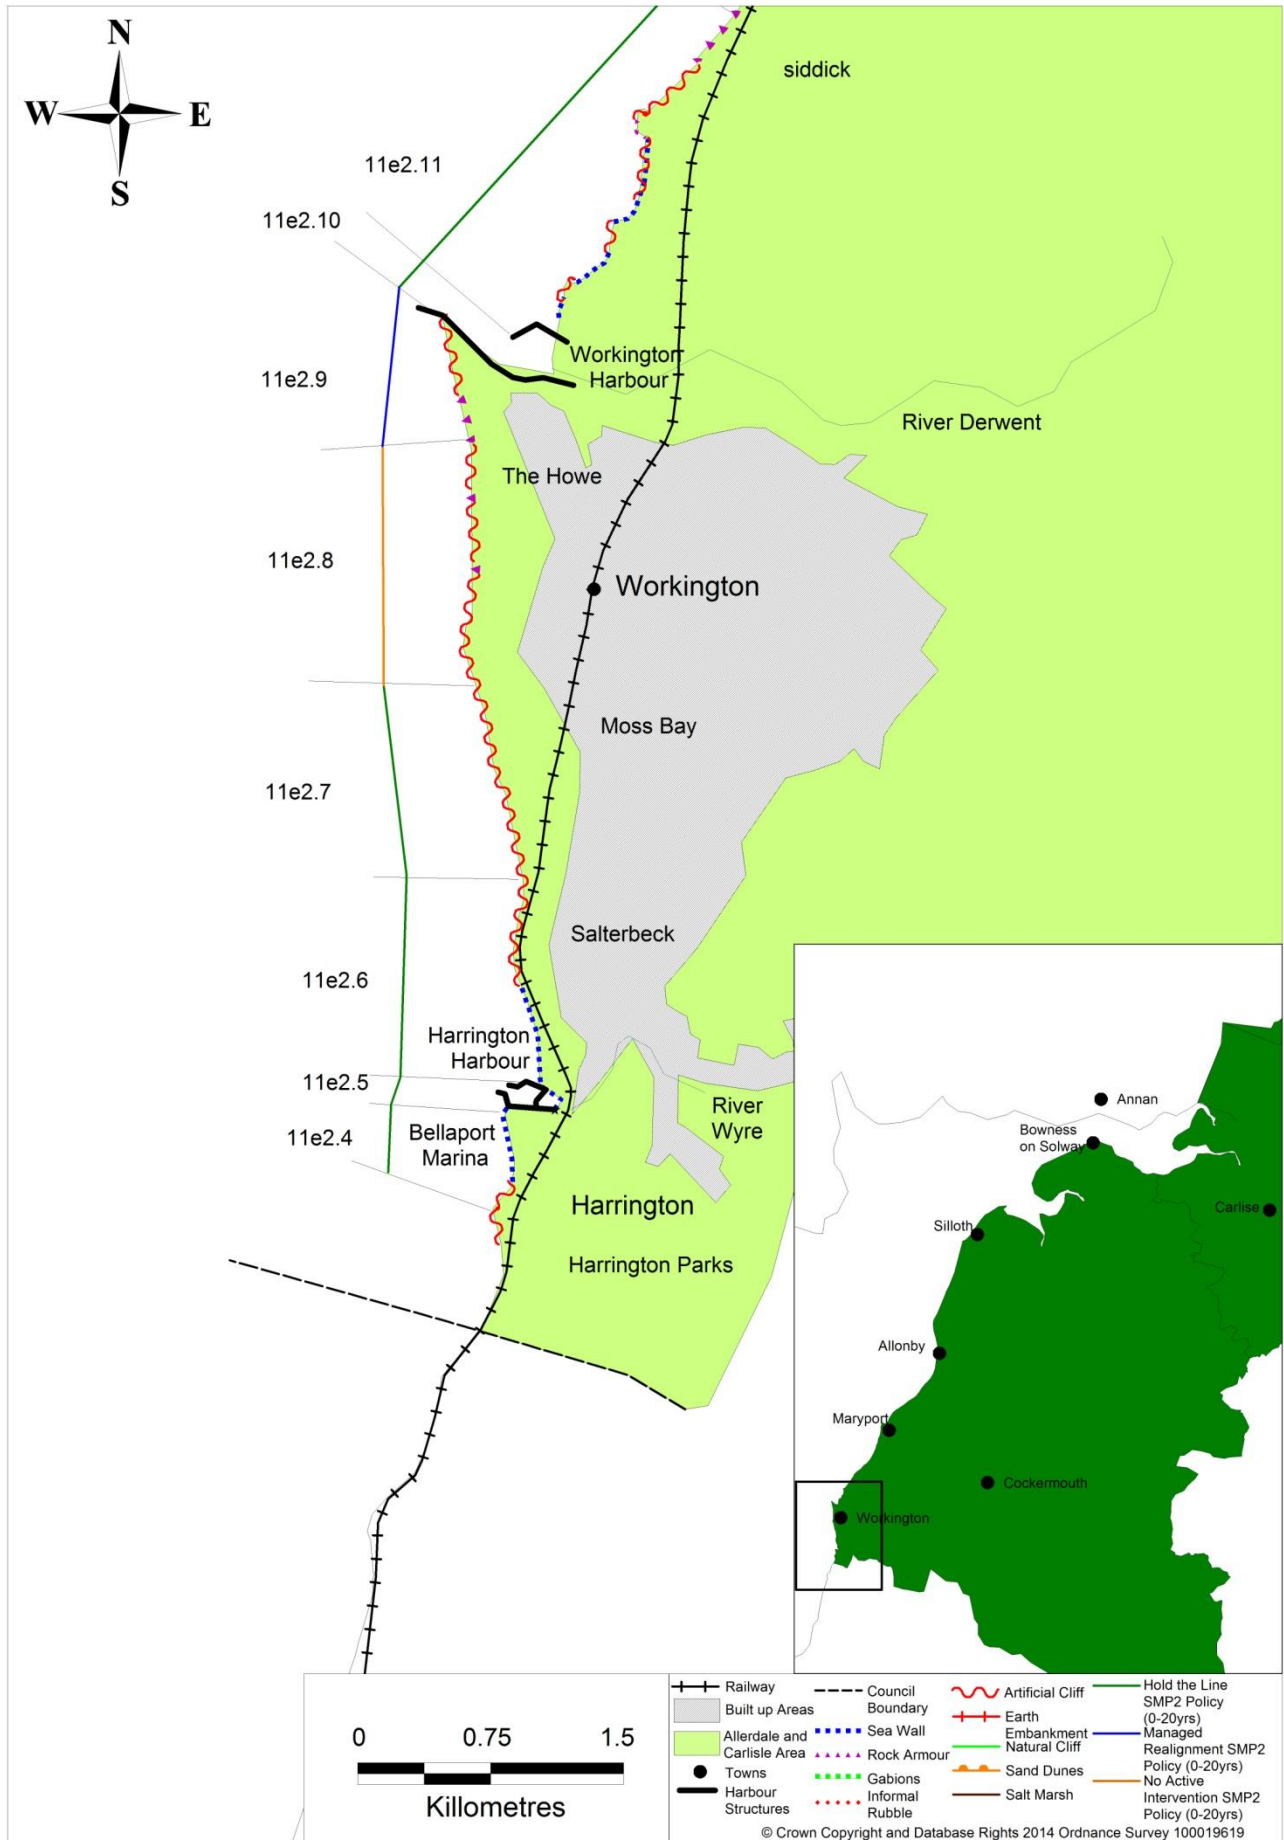 N
W
E
S
siddick
11e2.11
11e2.10
Workington
Harbour
11e2.9
River Derwent
The Howe
11e2.8
Workington
Moss Bay
11e2.7
Salterbeck
11e2.6
Harrington
Harbour
11e2.5
11e2.4
Bellaport
Marina
River
Wyre
Harrington
Harrington Parks
Annan
Bowness
on Solway
Carlise
Silloth
Allonby
Maryport
Cockermouth
Workington
0
0.75
1.5
Killometres
Railway
Built up Areas
Allerdale and
Carlisle Area
Towns
Harbour
Structures
Council
Boundary
Sea Wall
Rock Armour
Gabions
Informal
Rubble
Artificial Cliff
Earth
Embankment
Natural Cliff
Sand Dunes
Salt Marsh
Hold the Line
SMP2 Policy
(0-20yrs)
Managed
Realignment SMP2
Policy (0-20yrs)
No Active
Intervention SMP2
Policy (0-20yrs)
© Crown Copyright and Database Rights 2014 Ordnance Survey 100019619